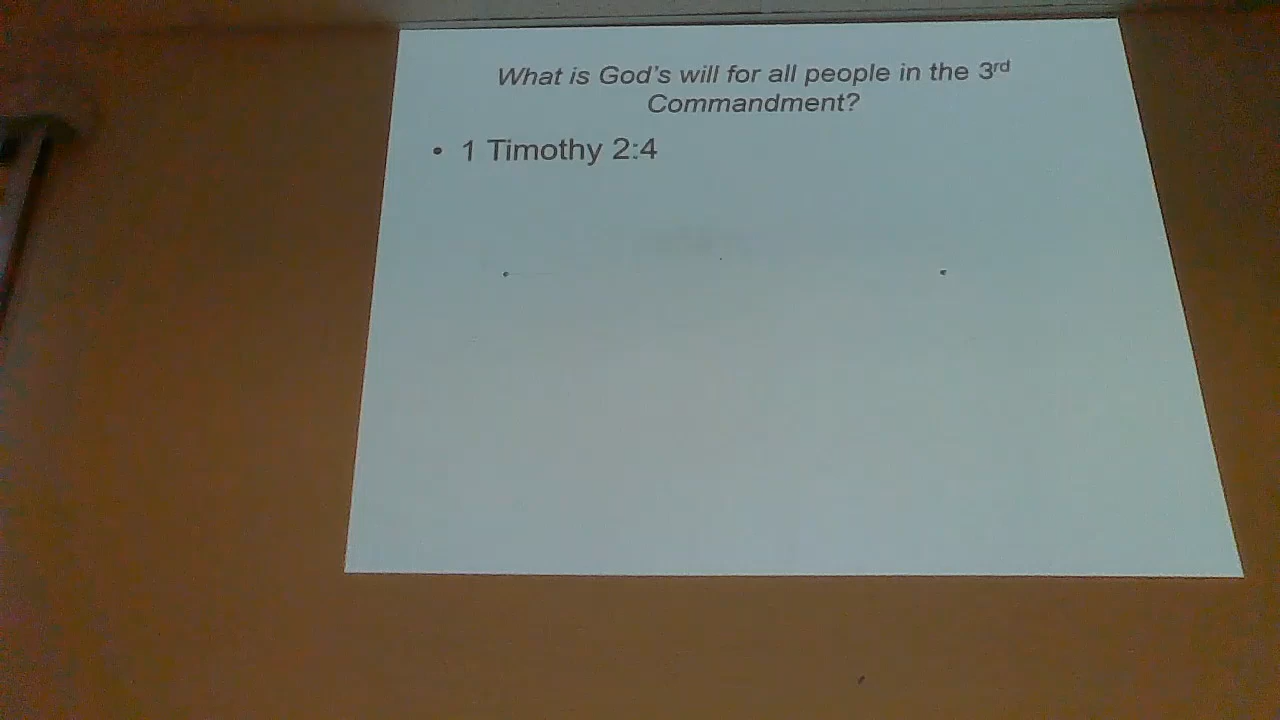 What is God's will for all people in the 3rd
Commandment?
• 1 Timothy 2:4